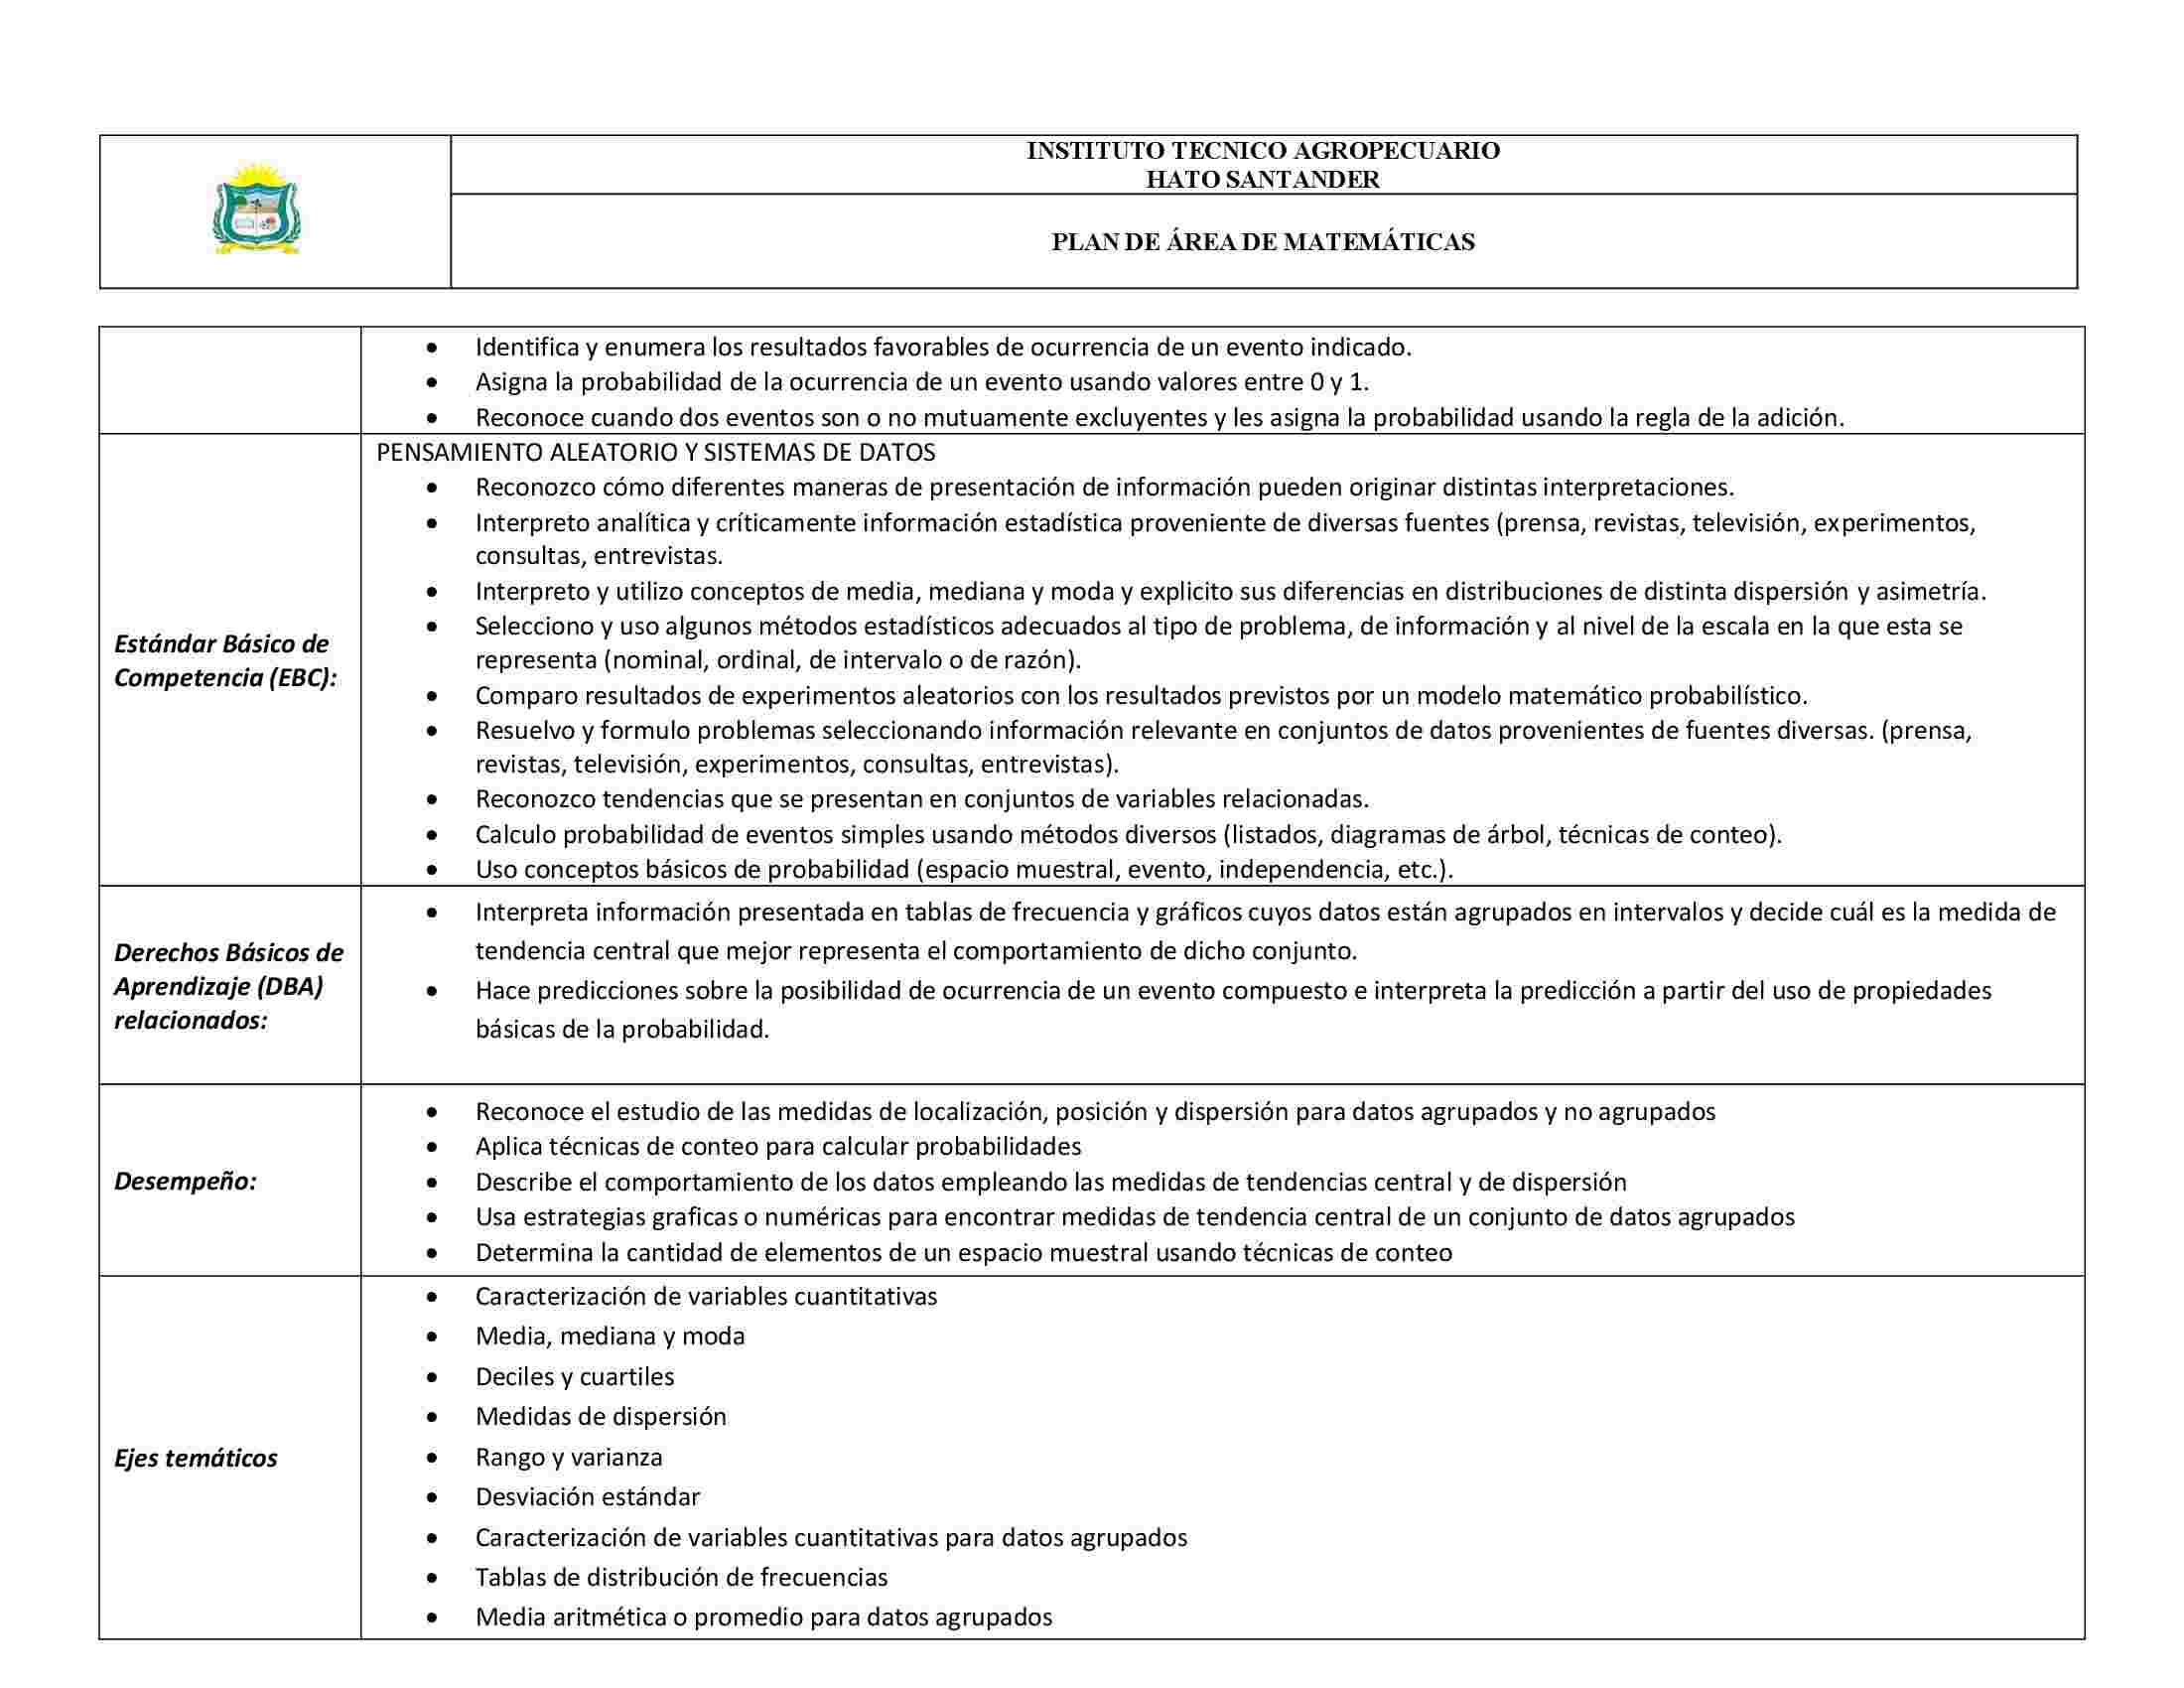 INSTITUTO TECNICO AGROPECUARIO
HATO SANTANDER
PLAN DE ÁREA DE MATEMÁTICAS
• Identifica y enumera los resultados favorables de ocurrencia de un evento indicado.
• Asigna la probabilidad de la ocurrencia de un evento usando valores entre 0 y 1.
• Reconoce cuando dos eventos son o no mutuamente excluyentes y les asigna la probabilidad usando la regla de la adición.
Estándar Básico de
Competencia (EBC):
PENSAMIENTO ALEATORIO Y SISTEMAS DE DATOS
• Reconozco cómo diferentes maneras de presentación de información pueden originar distintas interpretaciones.
• Interpreto analítica y críticamente información estadística proveniente de diversas fuentes (prensa, revistas, televisión, experimentos,
consultas, entrevistas.
• Interpreto y utilizo conceptos de media, mediana y moda y explicito sus diferencias en distribuciones de distinta dispersión y asimetría.
• Selecciono y uso algunos métodos estadísticos adecuados al tipo de problema, de información y al nivel de la escala en la que esta se
representa (nominal, ordinal, de intervalo o de razón).
• Comparo resultados de experimentos aleatorios con los resultados previstos por un modelo matemático probabilístico.
• Resuelvo y formulo problemas seleccionando información relevante en conjuntos de datos provenientes de fuentes diversas. (prensa,
revistas, televisión, experimentos, consultas, entrevistas).
• Reconozco tendencias que se presentan en conjuntos de variables relacionadas.
• Calculo probabilidad de eventos simples usando métodos diversos (listados, diagramas de árbol, técnicas de conteo).
• Uso conceptos básicos de probabilidad (espacio muestral, evento, independencia, etc.).
Derechos Básicos de
Aprendizaje (DBA)
relacionados:
• Interpreta información presentada en tablas de frecuencia y gráficos cuyos datos están agrupados en intervalos y decide cuál es la medida de
tendencia central que mejor representa el comportamiento de dicho conjunto.
• Hace predicciones sobre la posibilidad de ocurrencia de un evento compuesto e interpreta la predicción a partir del uso de propiedades
básicas de la probabilidad.
Desempeño:
• Reconoce el estudio de las medidas de localización, posición y dispersión para datos agrupados y no agrupados
• Aplica técnicas de conteo para calcular probabilidades
• Describe el comportamiento de los datos empleando las medidas de tendencias central y de dispersión
• Usa estrategias graficas o numéricas para encontrar medidas de tendencia central de un conjunto de datos agrupados
• Determina la cantidad de elementos de un espacio muestral usando técnicas de conteo
Ejes temáticos
• Caracterización de variables cuantitativas
• Media, mediana y moda
• Deciles y cuartiles
• Medidas de dispersión
• Rango y varianza
• Desviación estándar
• Caracterización de variables cuantitativas para datos agrupados
• Tablas de distribución de frecuencias
• Media aritmética o promedio para datos agrupados